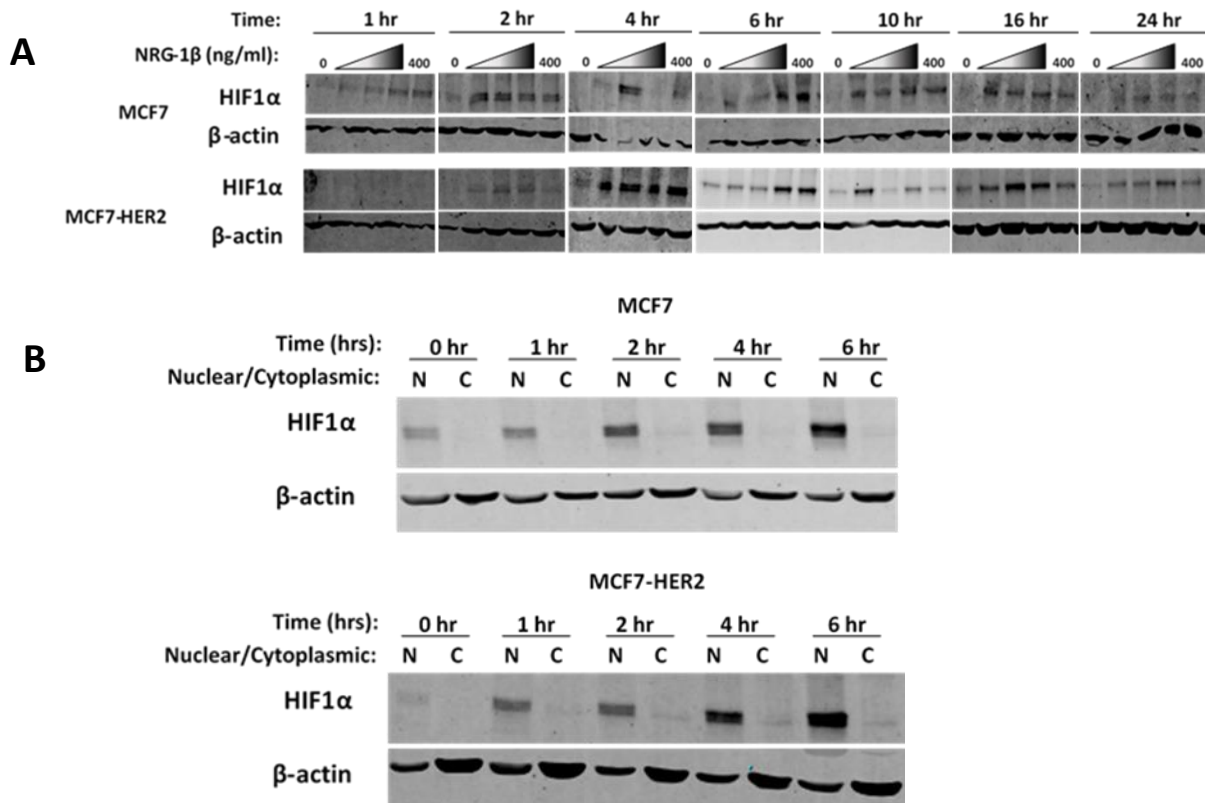 A
Time: 1 hr 2 hr 4 hr 6 hr 10 hr 16 hr 24 hr
NRG-1β (ng/ml): 0 400 0 400 0 400 0 400 0 400 0 400 0 400
MCF7
HIF1α
β-actin
MCF7-HER2
HIF1α
β-actin
B
MCF7
Time (hrs): 0 hr 1 hr 2 hr 4 hr 6 hr
Nuclear/Cytoplasmic: N C N C N C N C N C
HIF1α
β-actin
MCF7-HER2
Time (hrs): 0 hr 1 hr 2 hr 4 hr 6 hr
Nuclear/Cytoplasmic: N C N C N C N C N C
HIF1α
β-actin